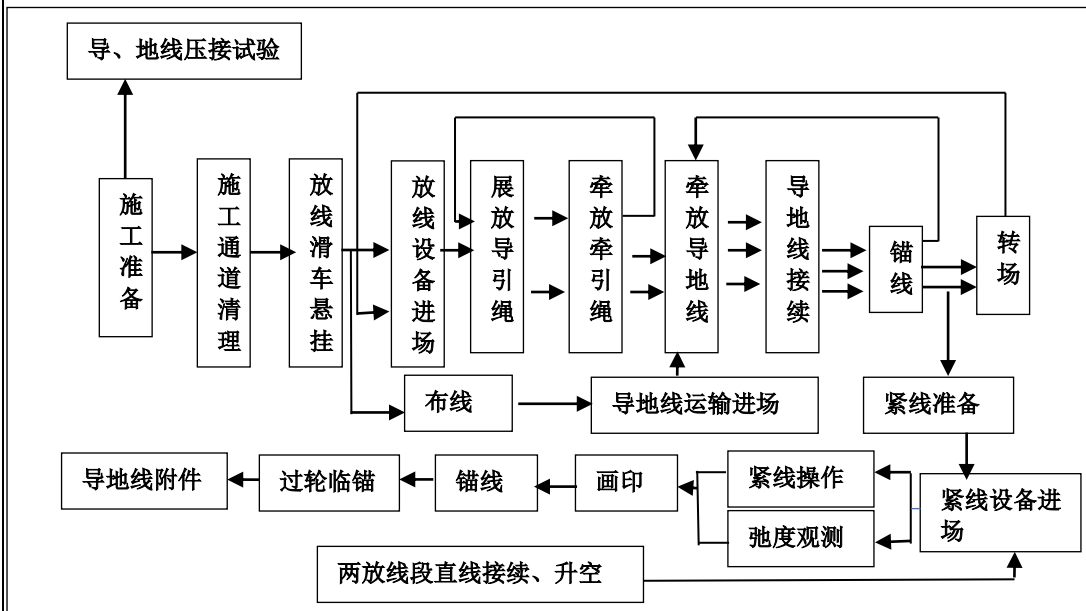 导、地线压接试验
施工准备
施工通道清理
放线滑车悬挂
放线设备进场
展放导引绳
牵放牵引绳
牵放导地线
导地线接续
锚线
转场
布线
导地线运输进场
紧线准备
导地线附件
过轮临锚
锚线
画印
紧线操作
弛度观测
紧线设备进
场
两放线段直线接续、升空